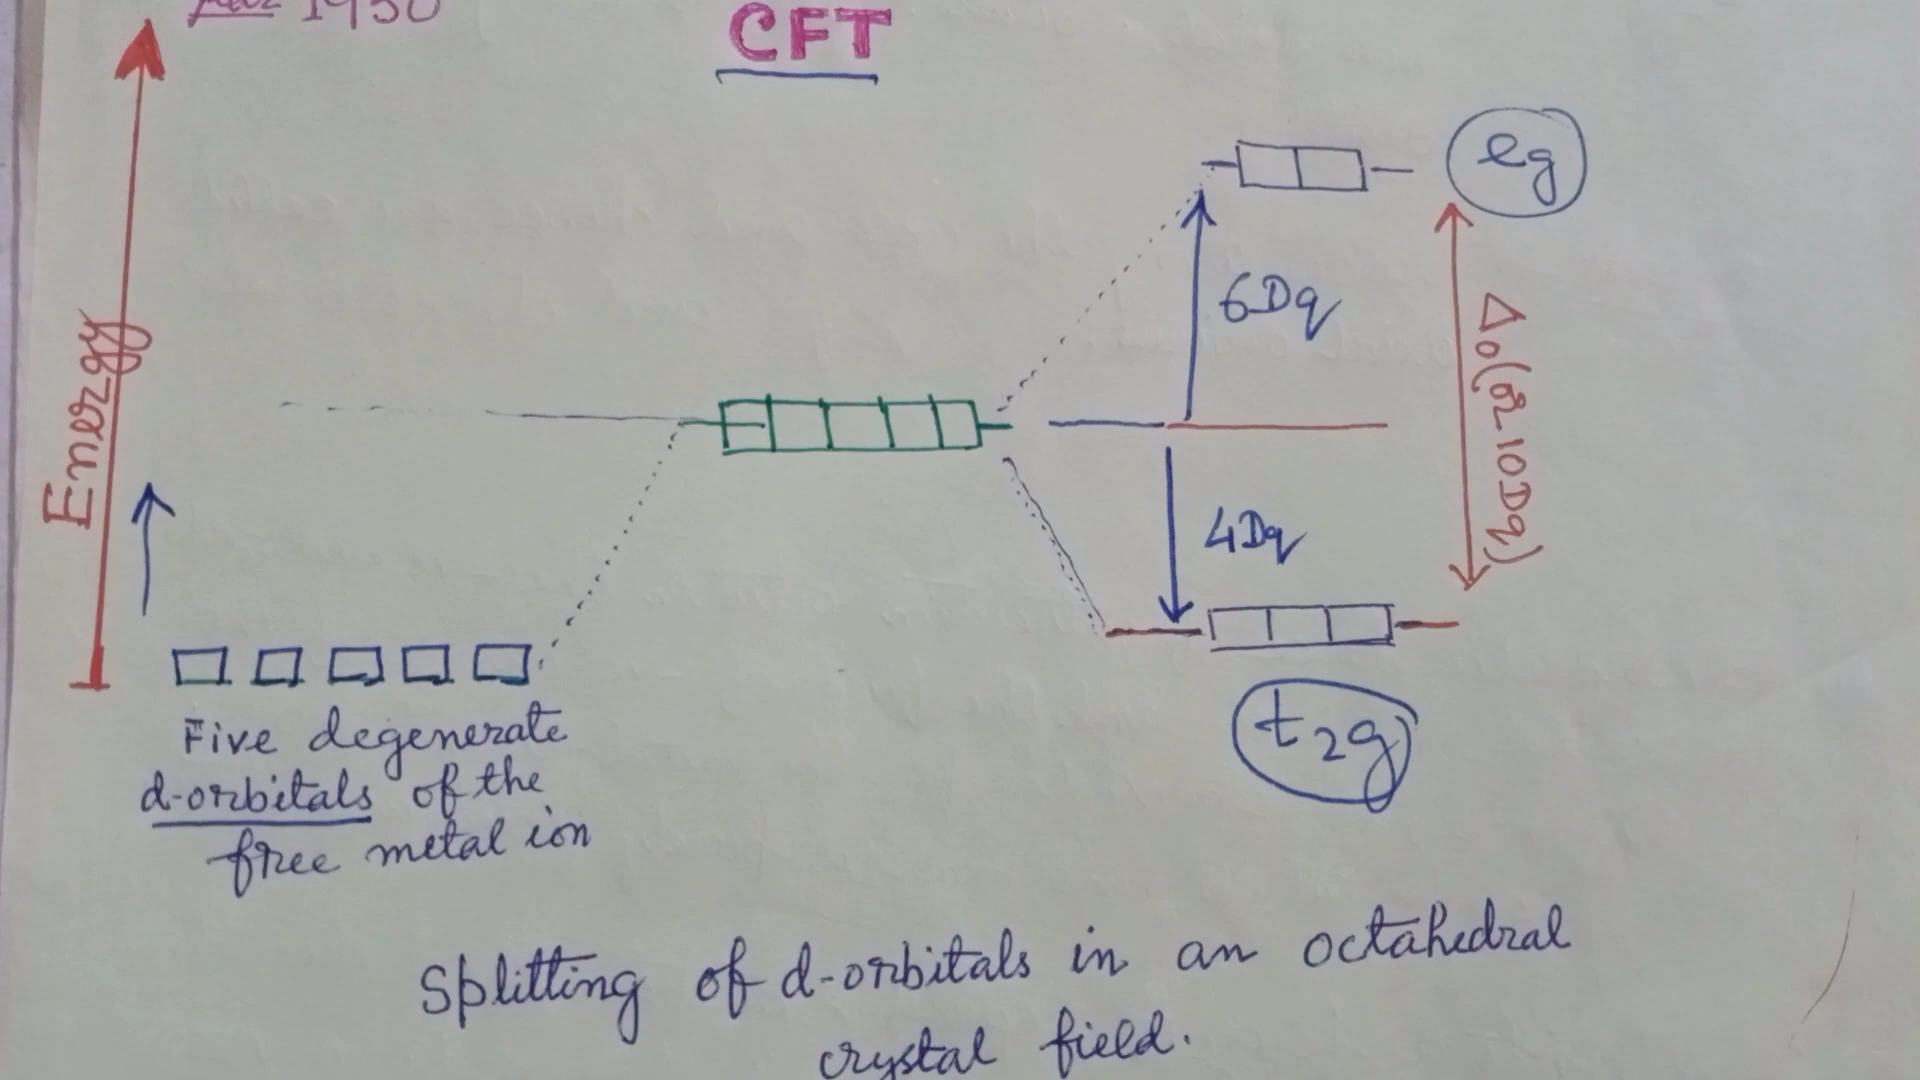 1930
CFT
eg
6Dq
Δo (or 10Dq)
Energy
4Dq
t2g
Five degenerate
d-orbitals of the
free metal ion
Splitting of d-orbitals in an octahedral
crystal field.